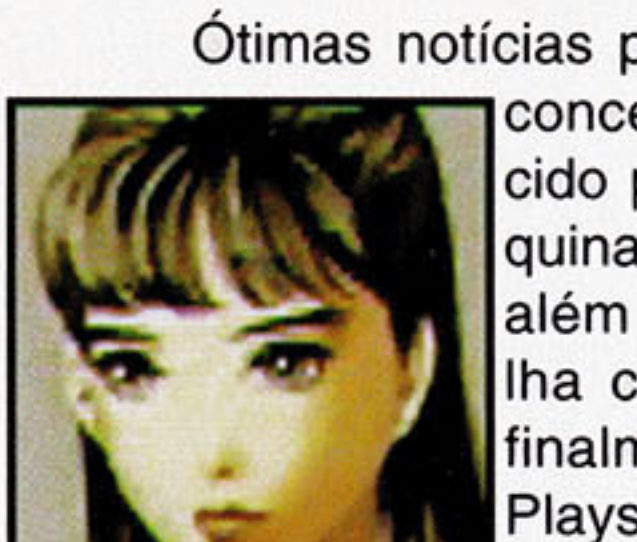 Ótimas notícias p
conce
cido p
quina
além
lha c
finalm
Plays